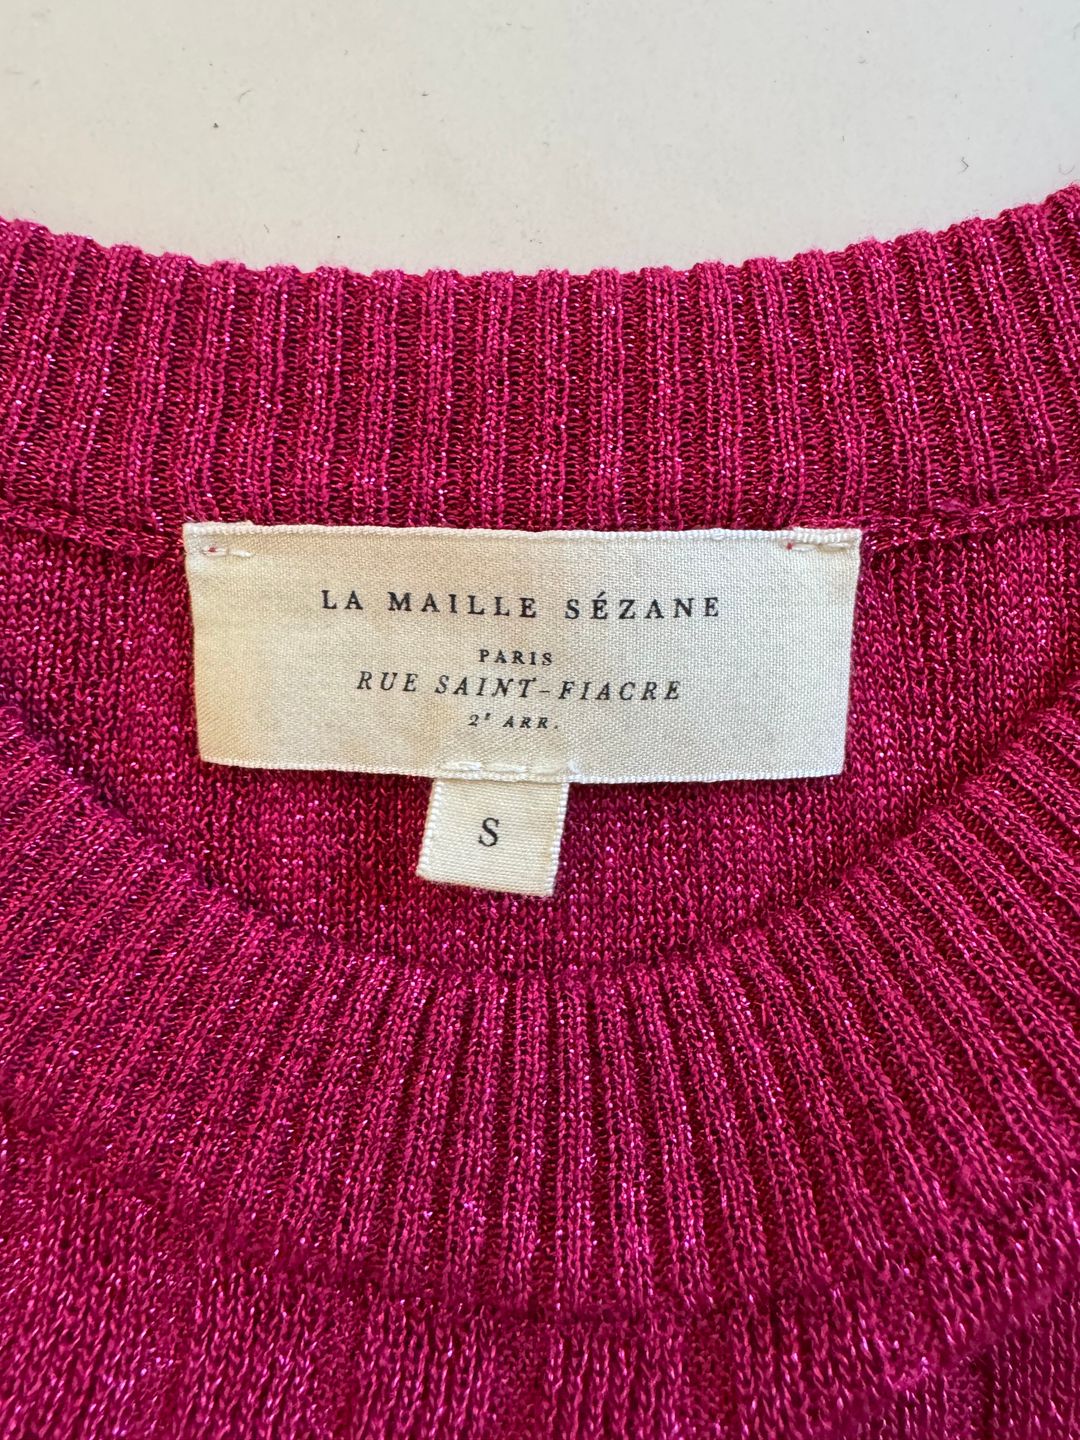 LA MAILLE SÉZANE
PARIS
RUE SAINT-FIACRE
2E ARR.
S